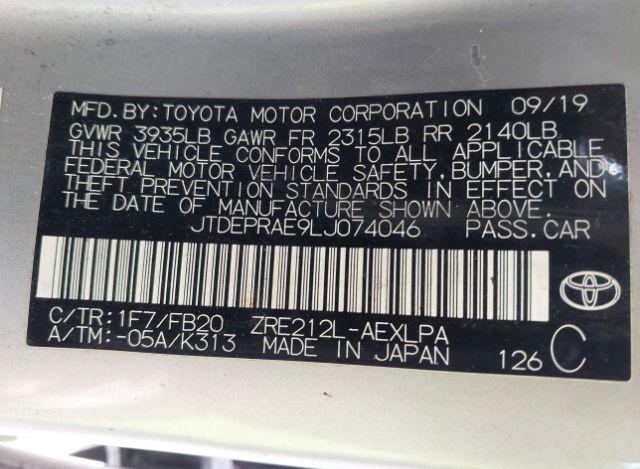 MFD.BY:TOYOTA MOTOR CORPORATION 09/19
GVWR 3935LB GAWR FR 2315LB RR 2140LB
THIS VEHICLE CONFORMS TO ALL APPLICABLE
FEDERAL MOTOR VEHICLE SAFETY, BUMPER, AND
THEFT PREVENTION STANDARDS IN EFFECT ON
THE DATE OF MANUFACTURE SHOWN ABOVE.
JTDEPRAE9LJ074046 PASS.CAR
C/TR:1F7/FB20 ZRE212L-AEXLPA
A/TM:-05A/K313 MADE IN JAPAN 126 C
TOYOTA